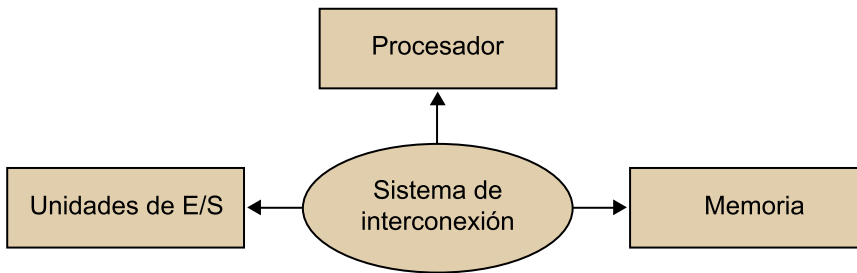 Procesador
Unidades de E/S
Sistema de
interconexión
Memoria